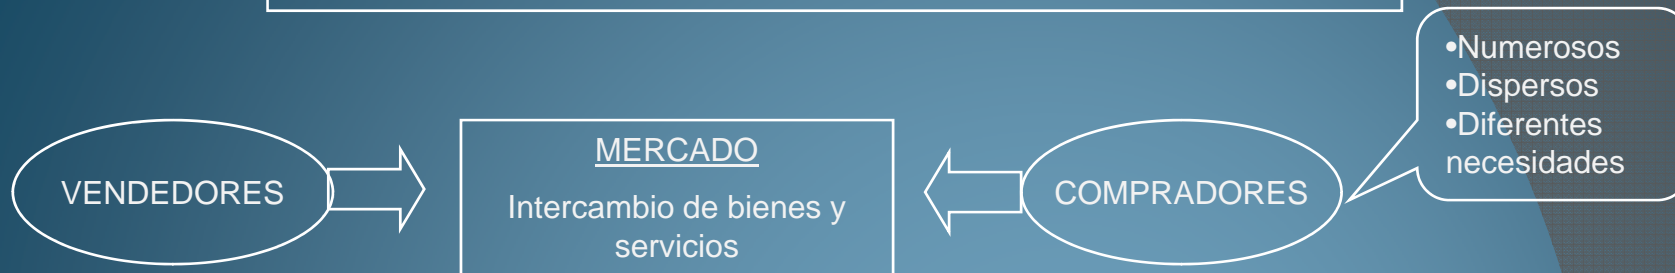 VENDEDORES
MERCADO
Intercambio de bienes y
servicios
COMPRADORES
•Numerosos
•Dispersos
•Diferentes
necesidades